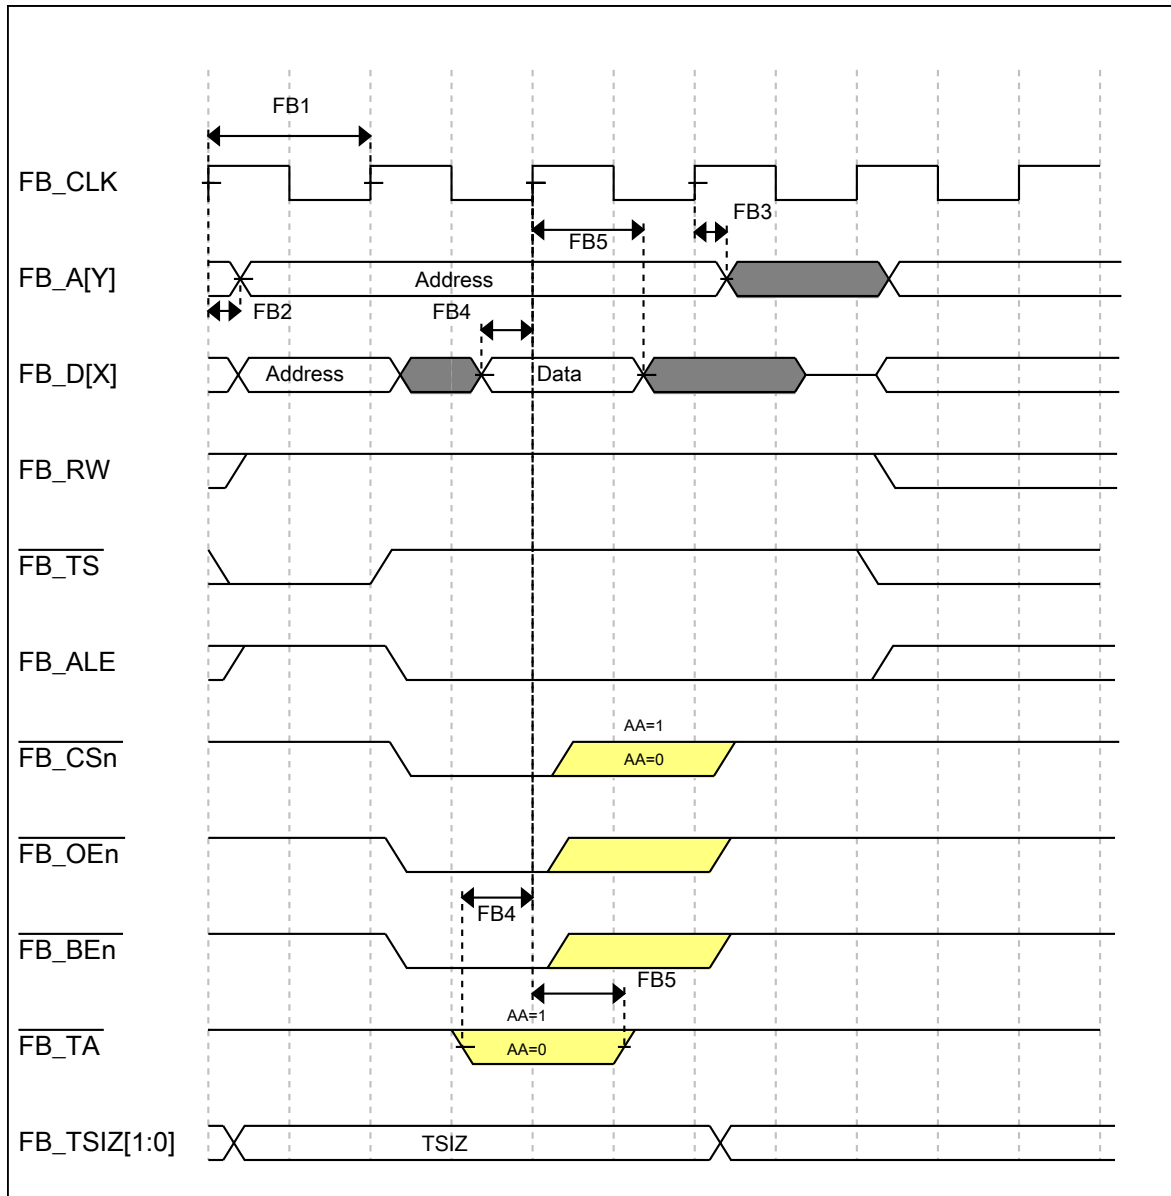 FB1
FB_CLK
FB3
FB5
FB_A[Y]
Address
FB2
FB4
FB_D[X]
Address
Data
FB_RW
FB_TS
FB_ALE
AA=1
FB_CSn
AA=0
FB_OEn
FB4
FB_BEn
FB5
AA=1
FB_TA
AA=0
FB_TSIZ[1:0]
TSIZ